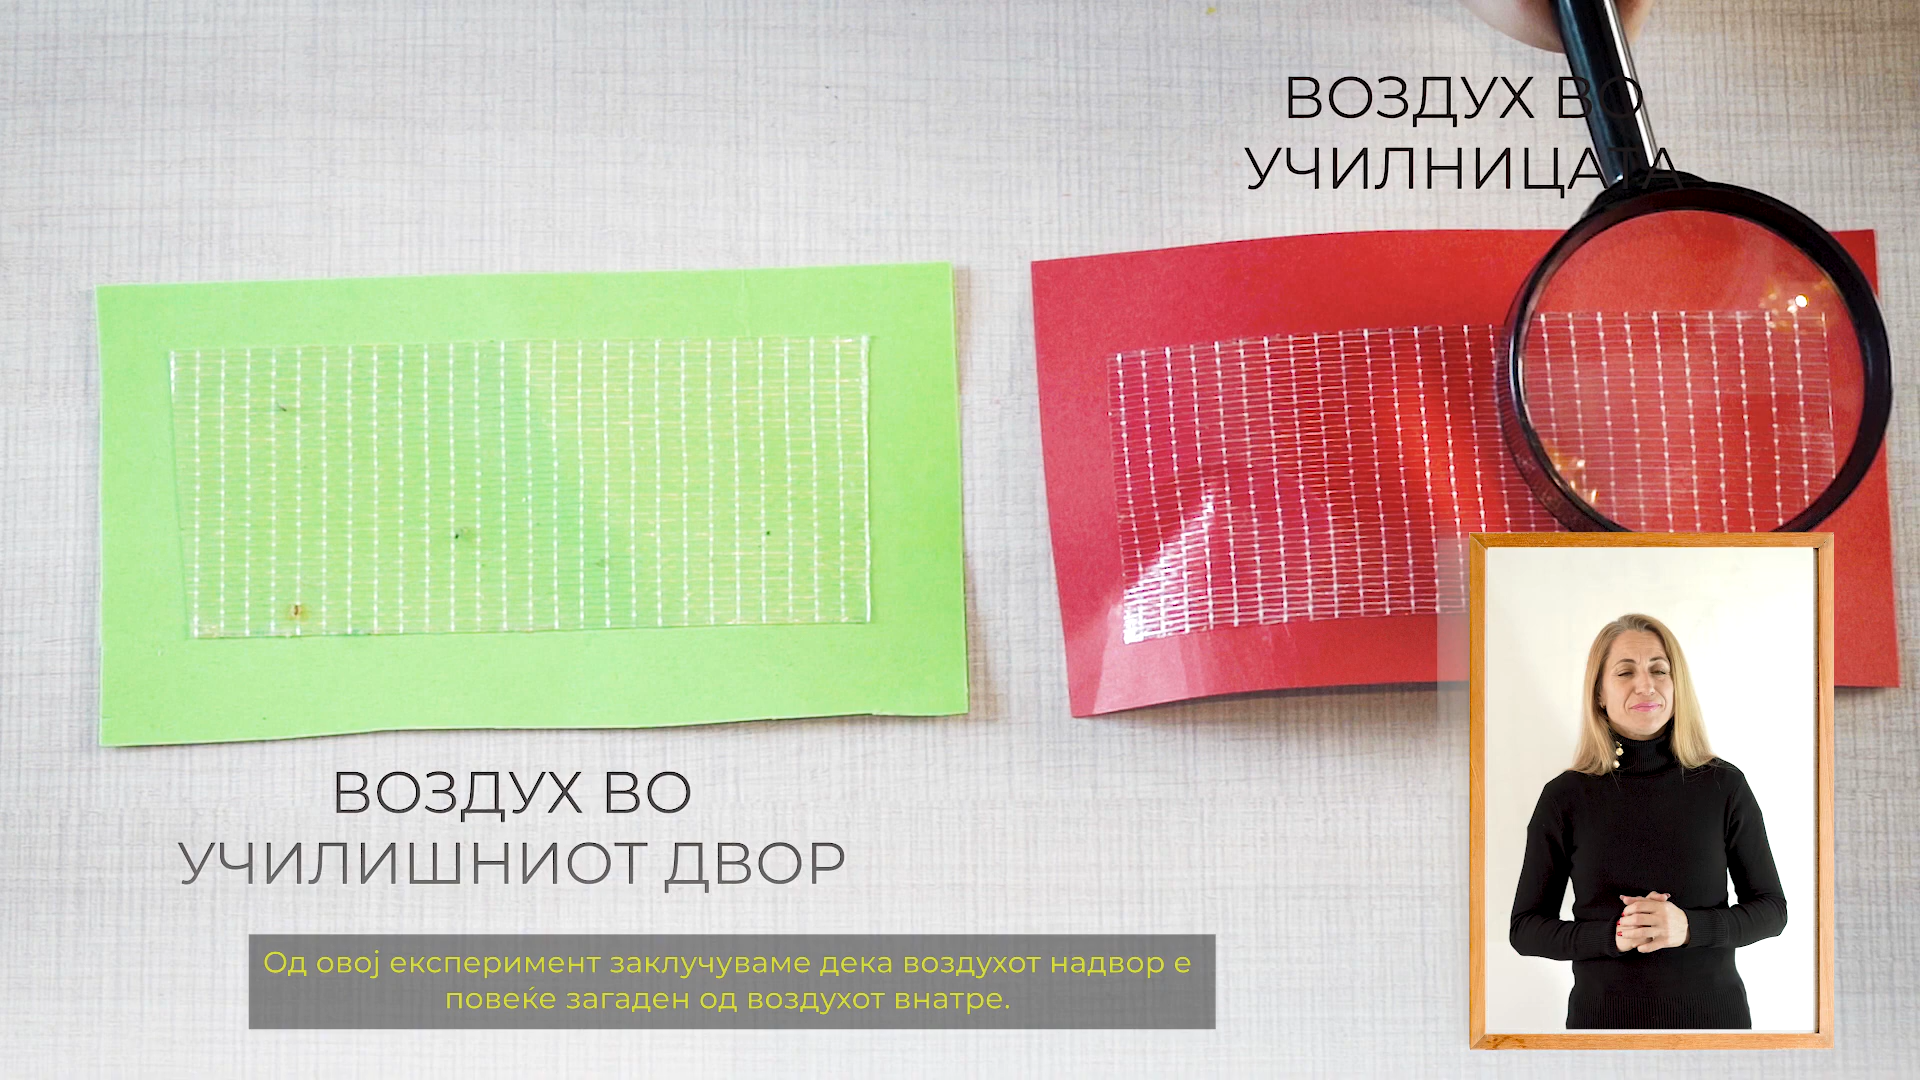 ВОЗДУХ ВО
УЧИЛНИЦАТА
ВОЗДУХ ВО
УЧИЛИШНИОТ ДВОР
Од овој експеримент заклучуваме дека воздухот надвор е
повеќе загаден од воздухот внатре.